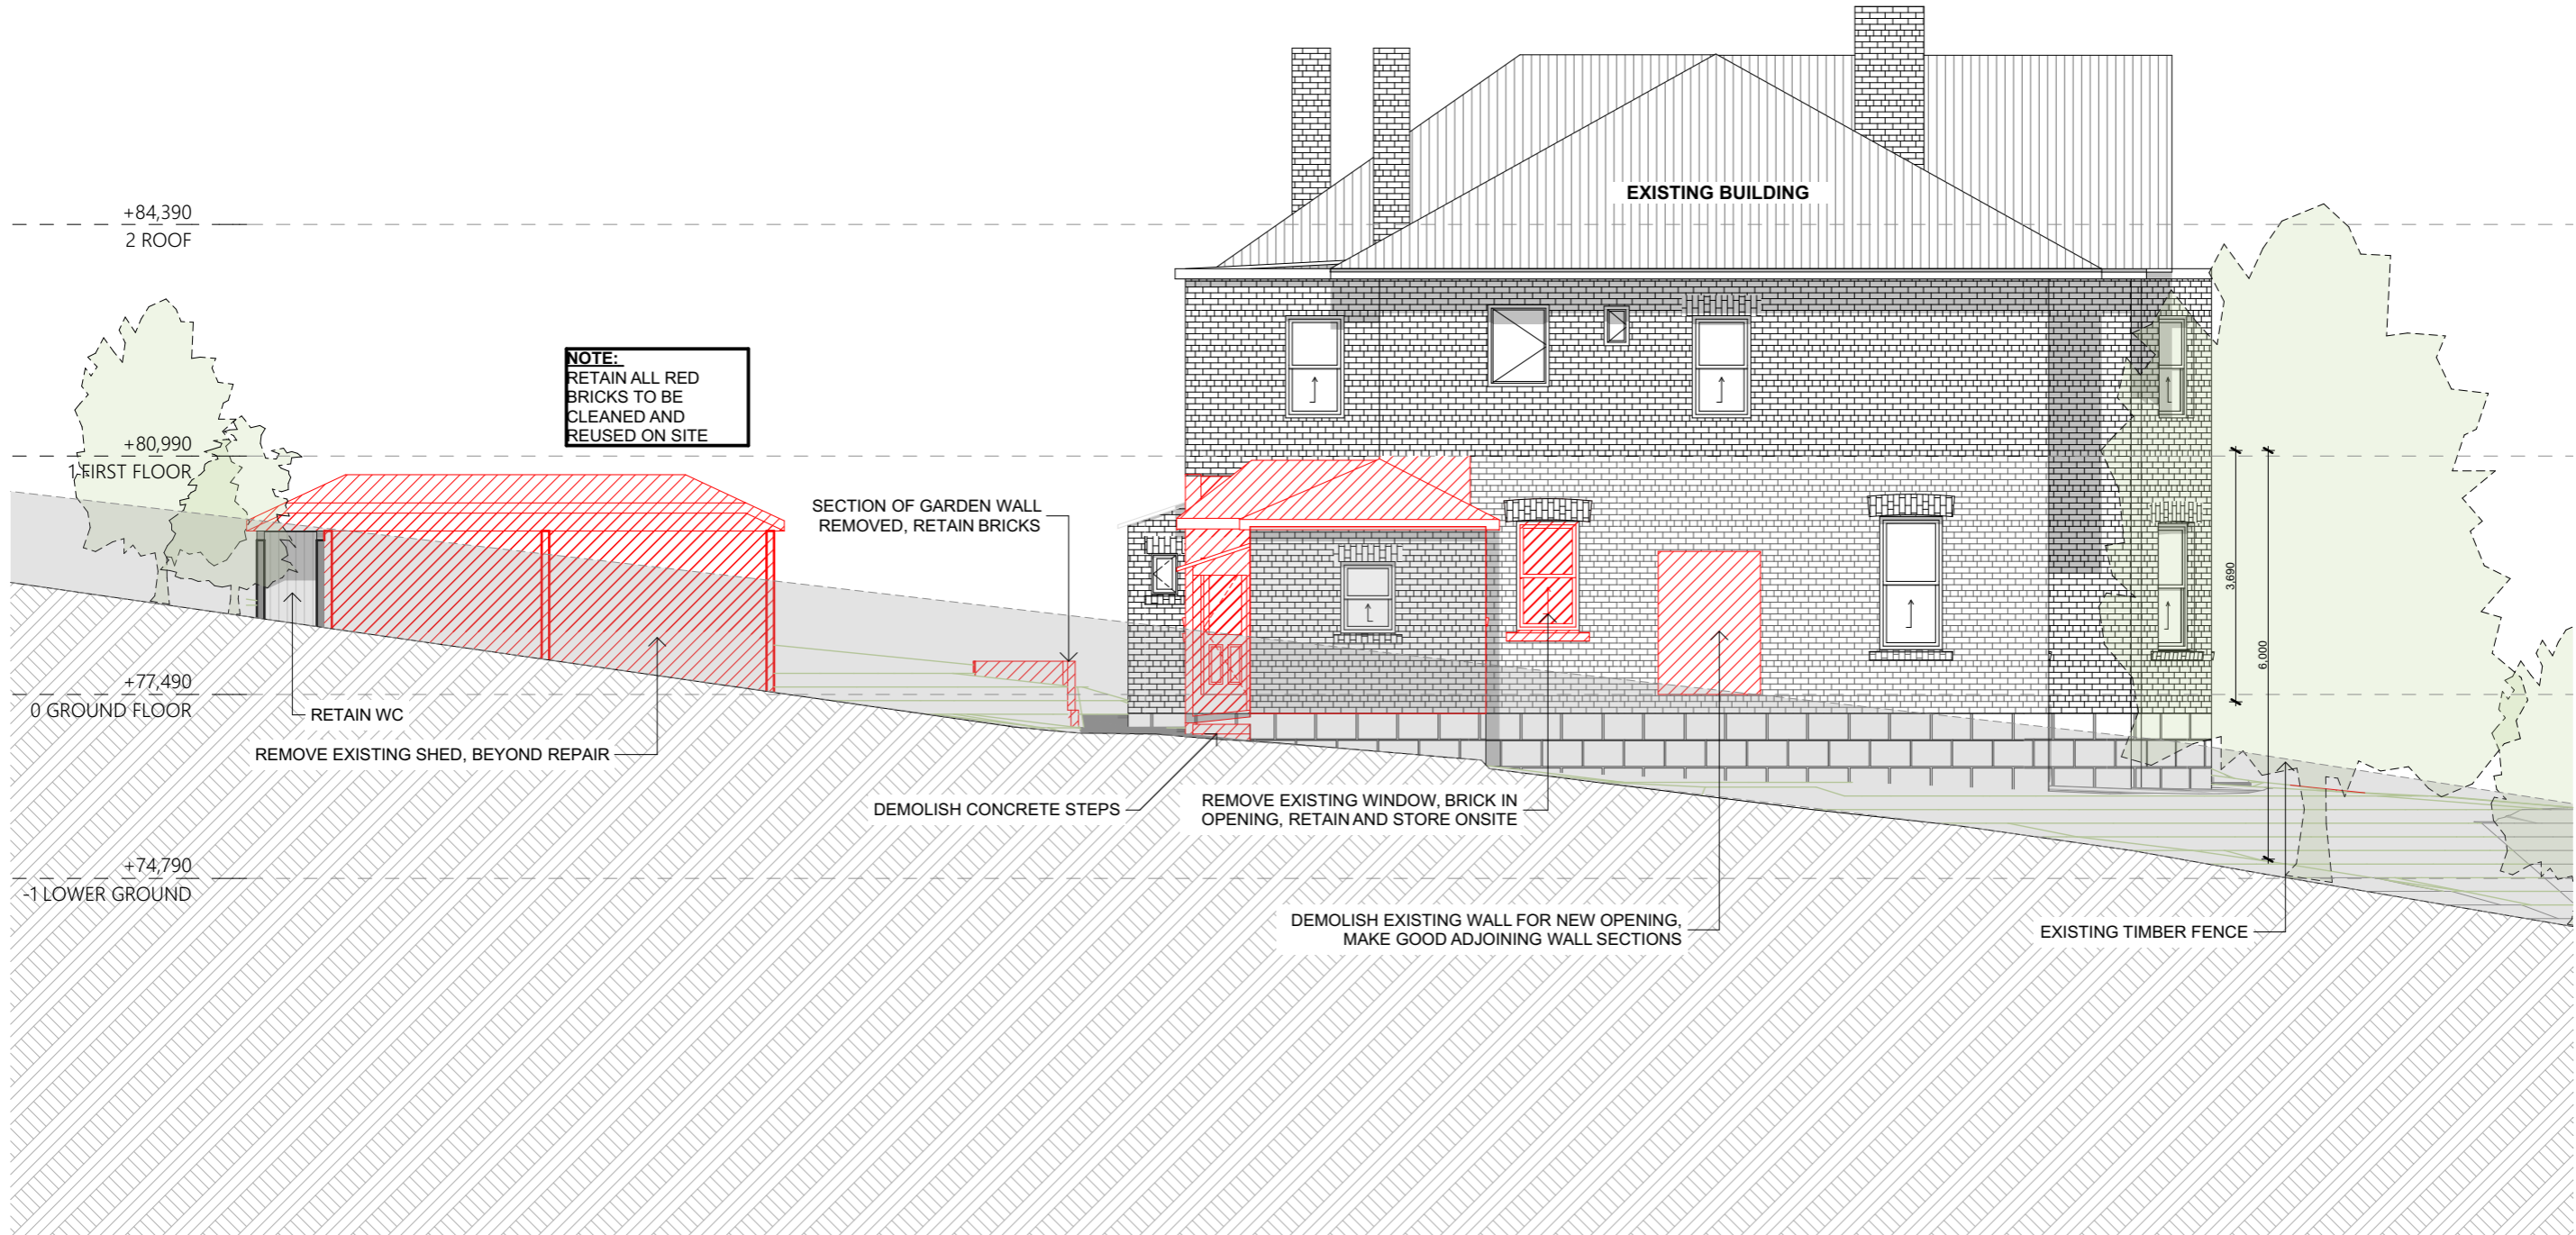 EXISTING BUILDING
+84,390
2 ROOF
NOTE:
RETAIN ALL RED
BRICKS TO BE
CLEANED AND
REUSED ON SITE
+80,990
1 FIRST FLOOR
SECTION OF GARDEN WALL
REMOVED, RETAIN BRICKS
3,690
6,000
+77,490
0 GROUND FLOOR
RETAIN WC
REMOVE EXISTING SHED, BEYOND REPAIR
DEMOLISH CONCRETE STEPS
REMOVE EXISTING WINDOW, BRICK IN
OPENING, RETAIN AND STORE ONSITE
+74,790
-1 LOWER GROUND
DEMOLISH EXISTING WALL FOR NEW OPENING,
MAKE GOOD ADJOINING WALL SECTIONS
EXISTING TIMBER FENCE